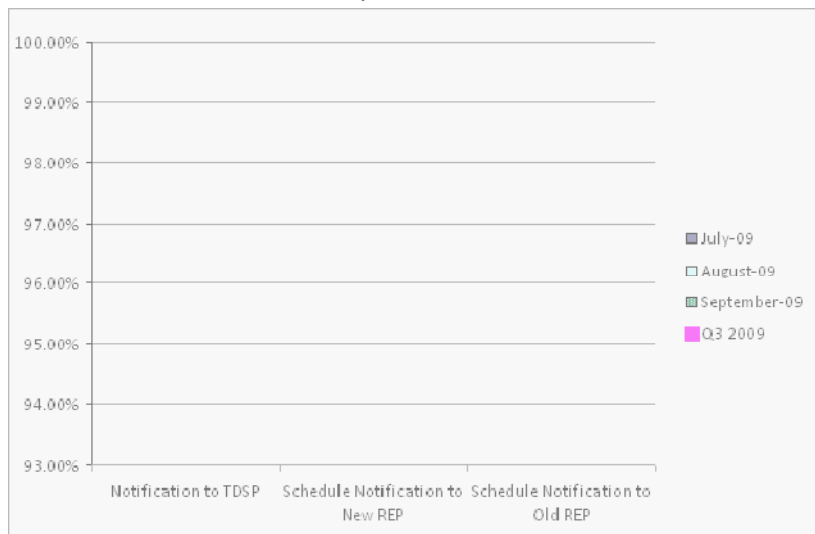 100.00%
99.00%
98.00%
97.00%
96.00%
95.00%
94.00%
93.00%
Notification to TDSP
Schedule Notification to
New REP
Schedule Notification to
Old REP
July-09
August-09
September-09
Q3 2009